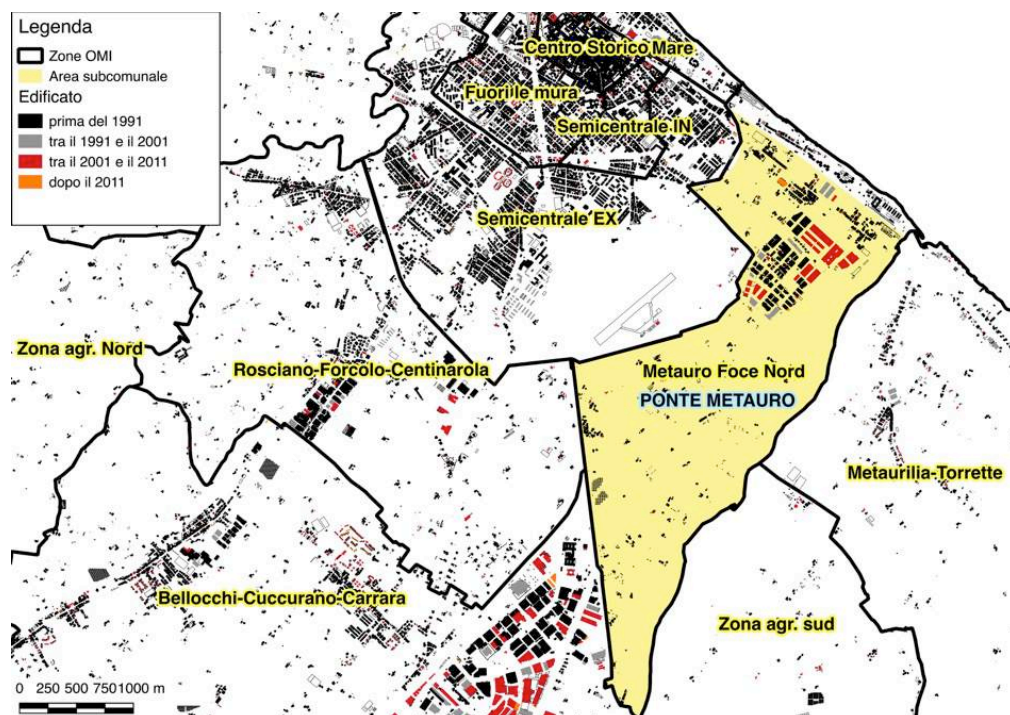 Legenda
Zone OMI
Area subcomunale
Edificato
prima del 1991
tra il 1991 e il 2001
tra il 2001 e il 2011
dopo il 2011
Centro Storico Mare
Fuori le mura
Semicentrale IN
Semicentrale EX
Zona agr. Nord
Rosciano-Forcolo-Centinarola
Metauro Foce Nord
PONTE METAURO
Metaurilia-Torrette
Bellocchi-Cuccurano-Carrara
Zona agr. sud
0 250 500 7501000 m